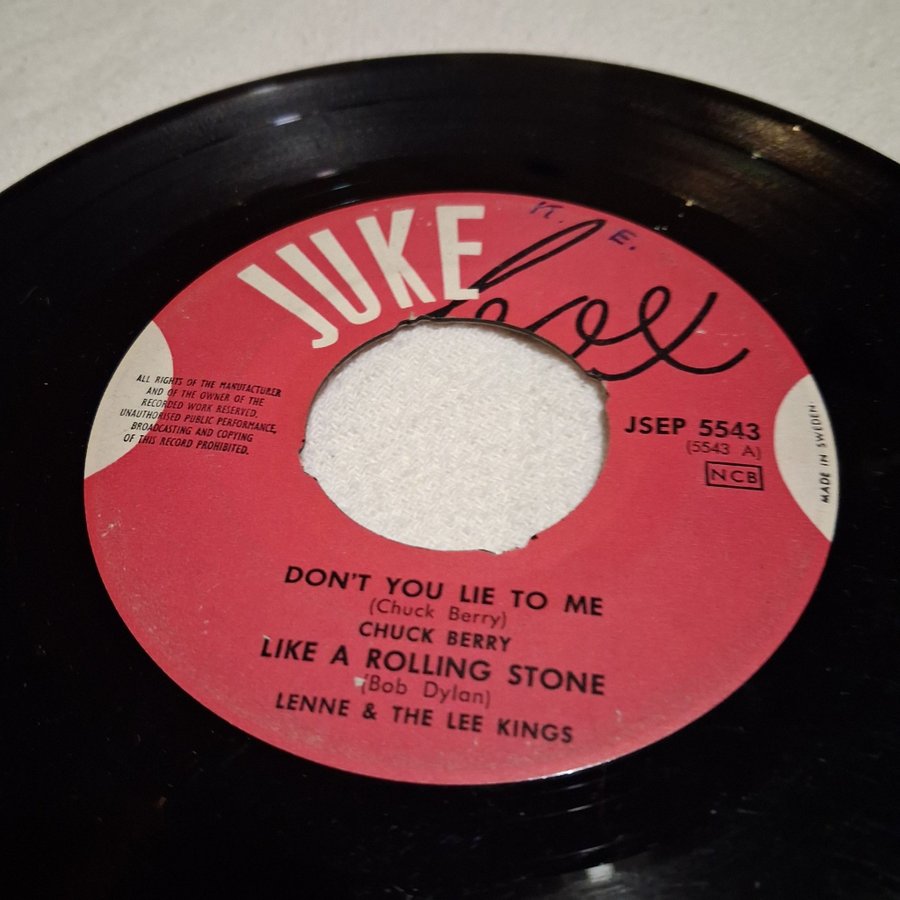 K. E.
JUKE box
ALL RIGHTS OF THE MANUFACTURER
AND OF THE OWNER OF THE
RECORDED WORK RESERVED.
UNAUTHORISED PUBLIC PERFORMANCE,
BROADCASTING AND COPYING
OF THIS RECORD PROHIBITED.
JSEP 5543
(5543 A)
NCB
MADE IN SWEDEN
DON'T YOU LIE TO ME
(Chuck Berry)
CHUCK BERRY
LIKE A ROLLING STONE
(Bob Dylan)
LENNE & THE LEE KINGS